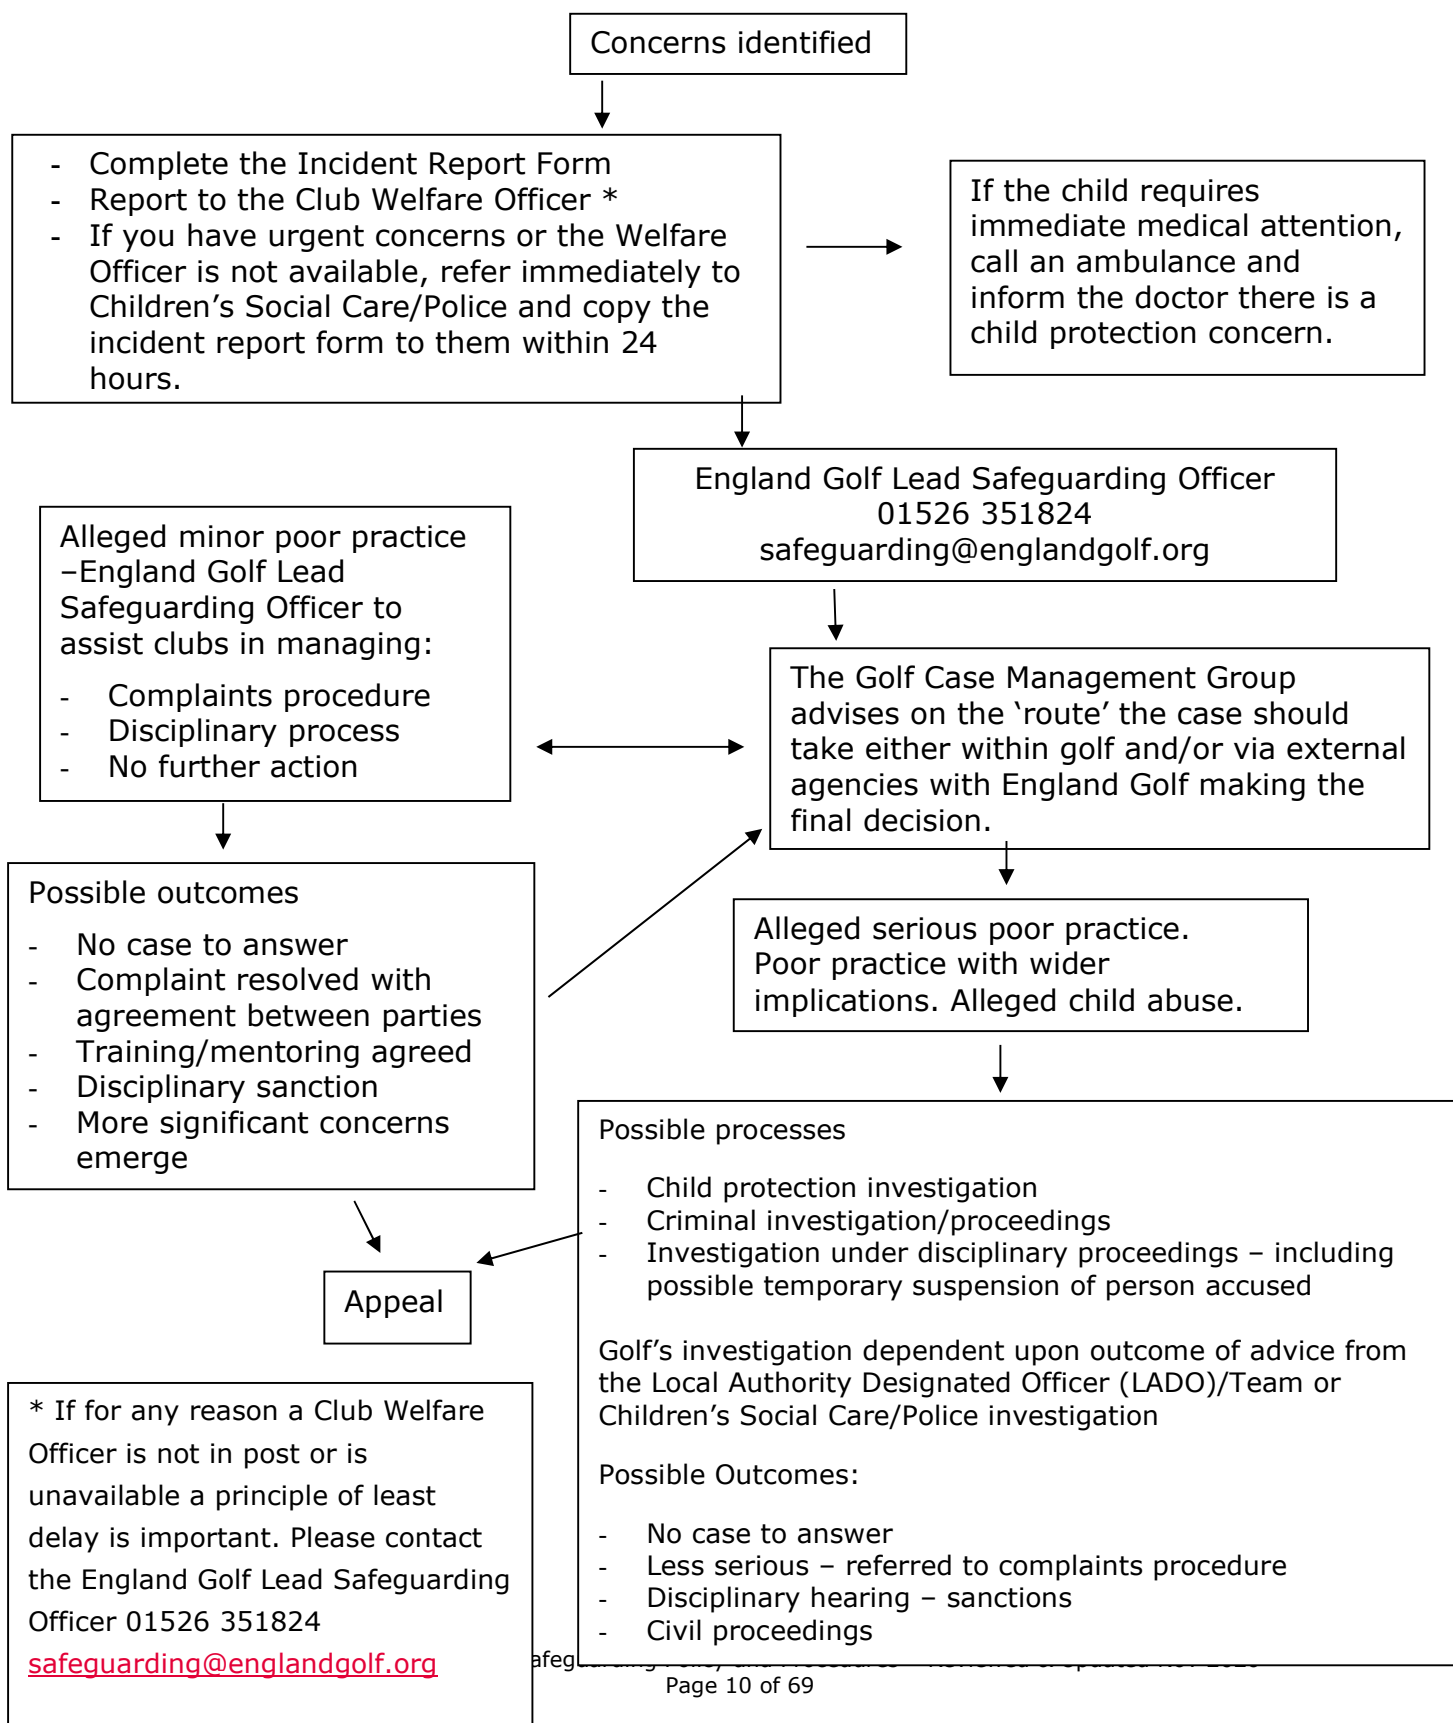 Concerns identified
- Complete the Incident Report Form
- Report to the Club Welfare Officer *
- If you have urgent concerns or the Welfare
Officer is not available, refer immediately to
Children’s Social Care/Police and copy the
incident report form to them within 24
hours.
If the child requires
immediate medical attention,
call an ambulance and
inform the doctor there is a
child protection concern.
England Golf Lead Safeguarding Officer
01526 351824
safeguarding@englandgolf.org
Alleged minor poor practice
–England Golf Lead
Safeguarding Officer to
assist clubs in managing:
- Complaints procedure
- Disciplinary process
- No further action
The Golf Case Management Group
advises on the ‘route’ the case should
take either within golf and/or via external
agencies with England Golf making the
final decision.
Possible outcomes
- No case to answer
- Complaint resolved with
agreement between parties
- Training/mentoring agreed
- Disciplinary sanction
- More significant concerns
emerge
Alleged serious poor practice.
Poor practice with wider
implications. Alleged child abuse.
Possible processes
- Child protection investigation
- Criminal investigation/proceedings
- Investigation under disciplinary proceedings – including
possible temporary suspension of person accused
Golf’s investigation dependent upon outcome of advice from
the Local Authority Designated Officer (LADO)/Team or
Children’s Social Care/Police investigation
Possible Outcomes:
- No case to answer
- Less serious – referred to complaints procedure
- Disciplinary hearing – sanctions
- Civil proceedings
Appeal
* If for any reason a Club Welfare
Officer is not in post or is
unavailable a principle of least
delay is important. Please contact
the England Golf Lead Safeguarding
Officer 01526 351824
safeguarding@englandgolf.org
Page 10 of 69